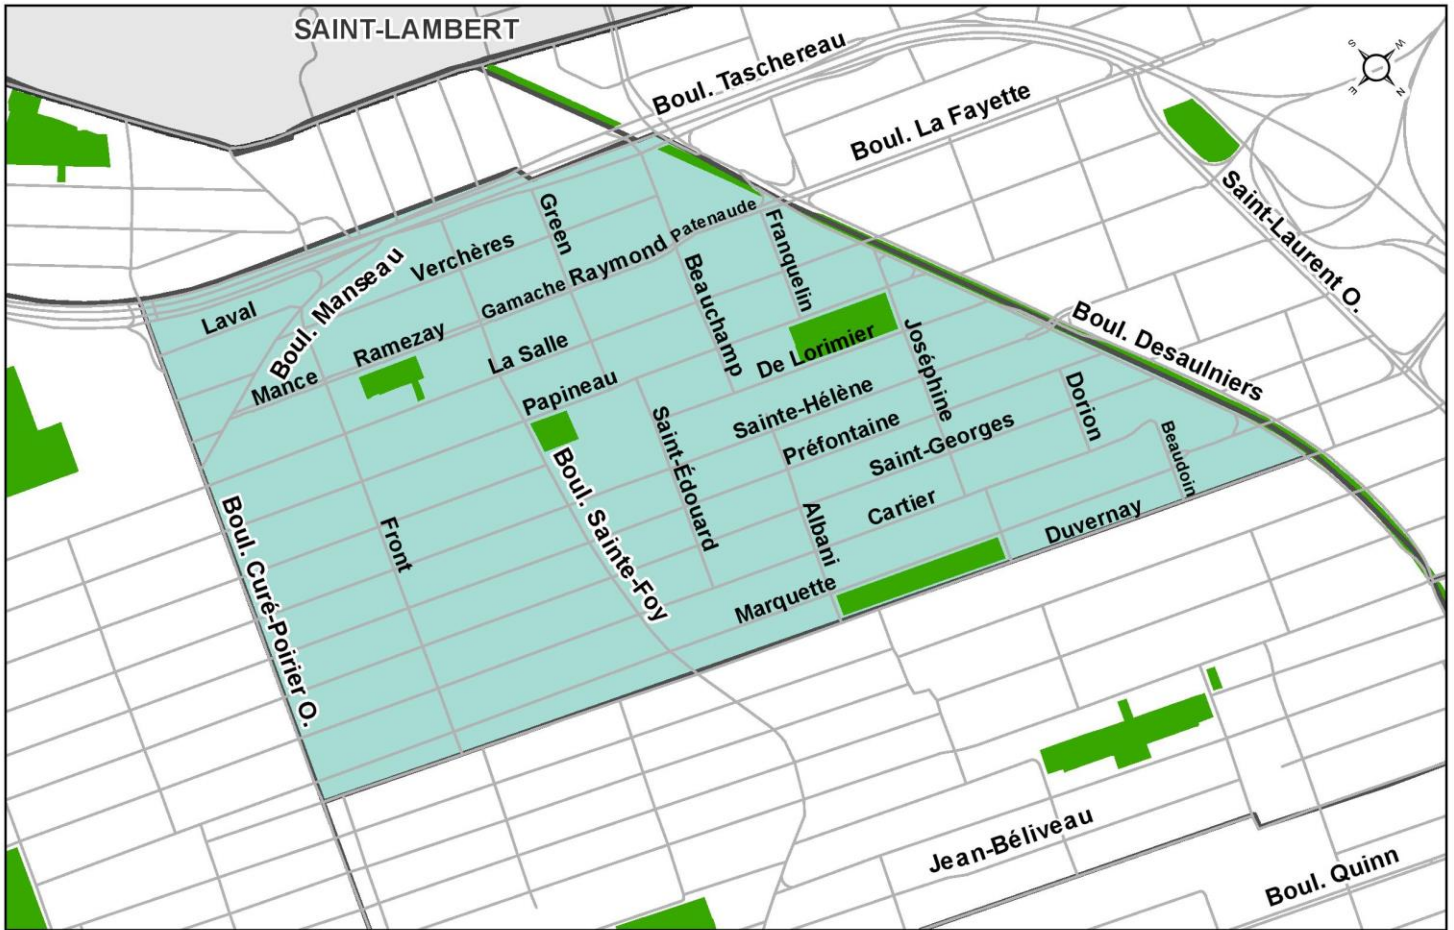 SAINT-LAMBERT
Boul. Taschereau
S
W
E
N
Boul. La Fayette
Saint-Laurent O.
Green
Verchères
Raymond
Patenaude
Franquelin
Boul. Manseau
Gamache
Beauchamp
Laval
Ramezay
La Salle
Mance
De Lorimier
Joséphine
Boul. Desaulniers
Papineau
Sainte-Hélène
Dorion
Saint-Édouard
Préfontaine
Saint-Georges
Beaudoin
Boul. Sainte-Foy
Boul. Curé-Poirier O.
Front
Albani
Cartier
Duvernay
Marquette
Jean-Béliveau
Boul. Quinn